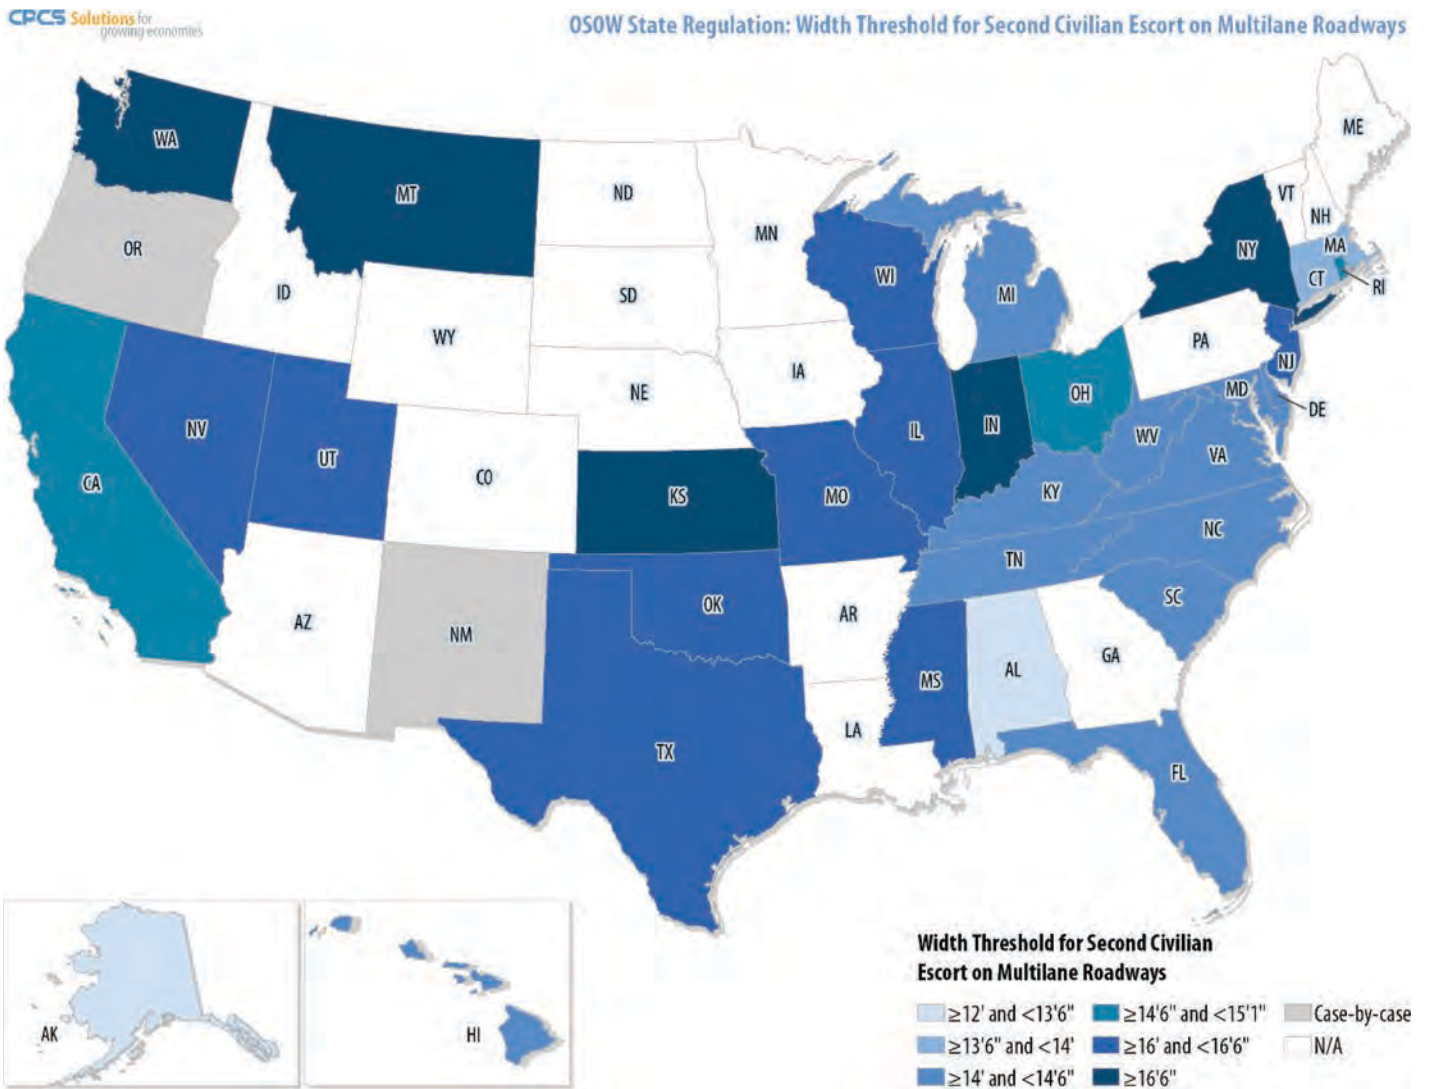 CPCS Solutions for
growing economies
OSOW State Regulation: Width Threshold for Second Civilian Escort on Multilane Roadways
WA
MT
ND
MN
ME
VT
NH
OR
ID
SD
WI
MI
NY
MA
CT
RI
WY
NE
IA
PA
NJ
NV
UT
CO
KS
MO
IL
IN
OH
MD
DE
WV
VA
KY
CA
AZ
NM
OK
AR
TN
NC
SC
TX
LA
MS
AL
GA
FL
AK
HI
Width Threshold for Second Civilian
Escort on Multilane Roadways
≥12' and <13'6"
≥14'6" and <15'1"
Case-by-case
≥13'6" and <14'
≥16' and <16'6"
N/A
≥14' and <14'6"
≥16'6"